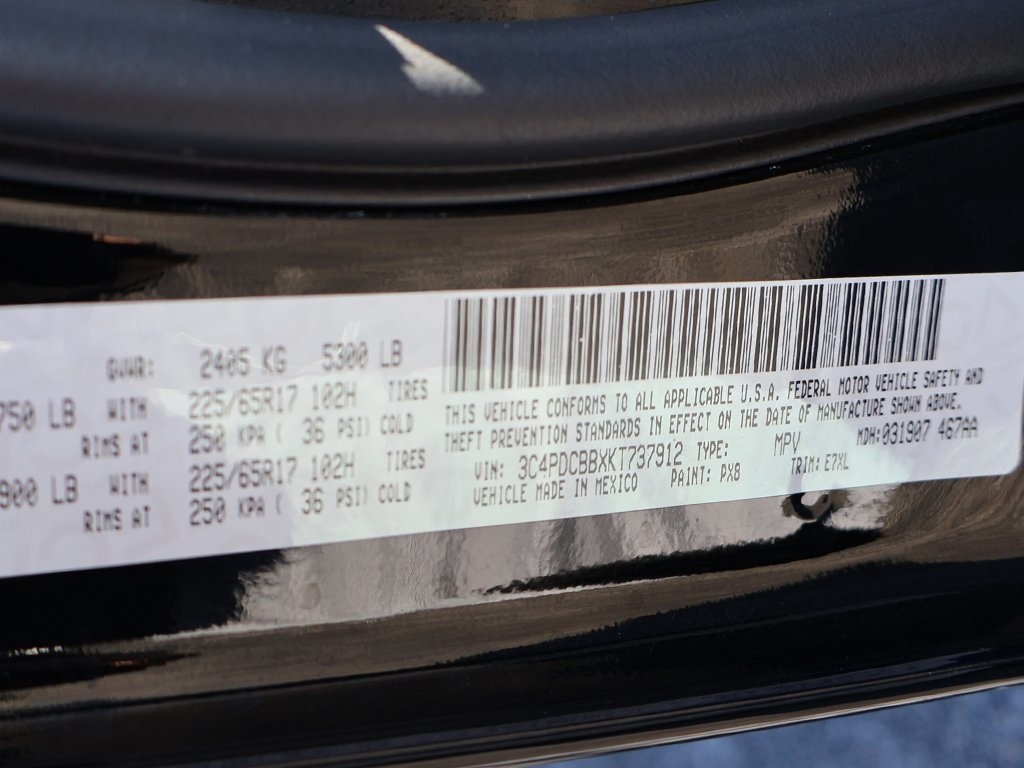 GVWR: 2405 KG 5300 LB
750 LB WITH 225/65R17 102H TIRES
RIMS AT 250 KPA ( 36 PSI) COLD
900 LB WITH 225/65R17 102H TIRES
RIMS AT 250 KPA ( 36 PSI) COLD
THIS VEHICLE CONFORMS TO ALL APPLICABLE U.S.A. FEDERAL MOTOR VEHICLE SAFETY AND
THEFT PREVENTION STANDARDS IN EFFECT ON THE DATE OF MANUFACTURE SHOWN ABOVE.
VIN: 3C4PDCBBXKT737912 TYPE: MPV MDH:031907 467AA
VEHICLE MADE IN MEXICO PAINT: PX8 TRIM: E7XL